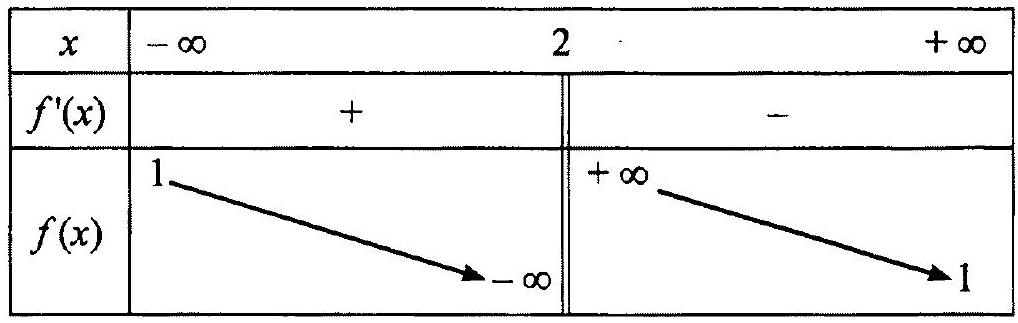 x − ∞ 2 + ∞
f'(x) + −
1 + ∞
f(x)
− ∞ 1